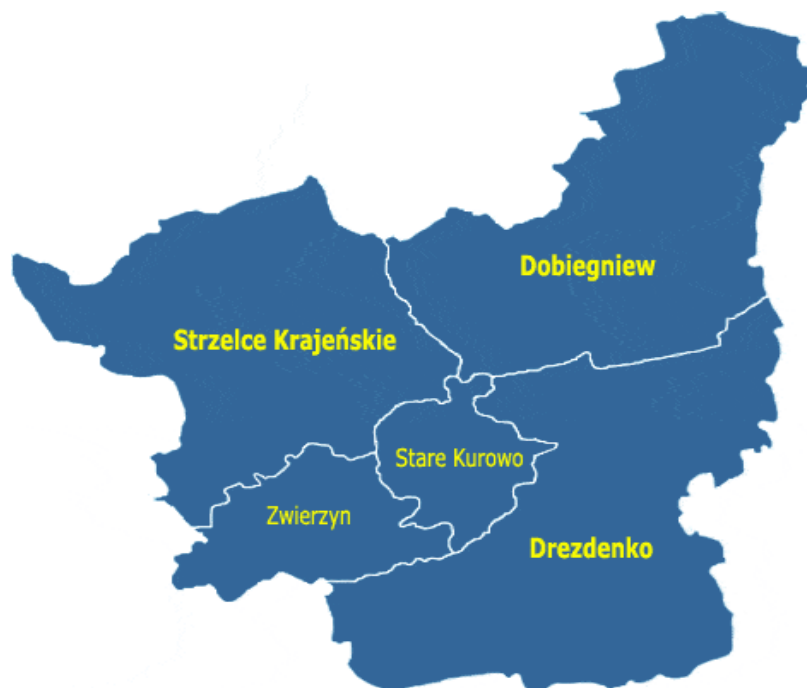 Dobiegniew
Strzelce Krajeńskie
Stare Kurowo
Zwierzyn
Drezdenko